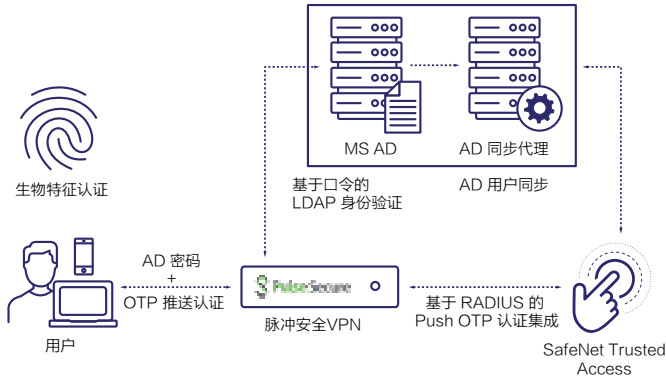 MS AD
AD 同步代理
基于口令的
LDAP 身份验证
AD 用户同步
生物特征认证
AD 密码
+
OTP 推送认证
Pulse Secure
基于 RADIUS 的
Push OTP 认证集成
用户
脉冲安全VPN
SafeNet Trusted
Access